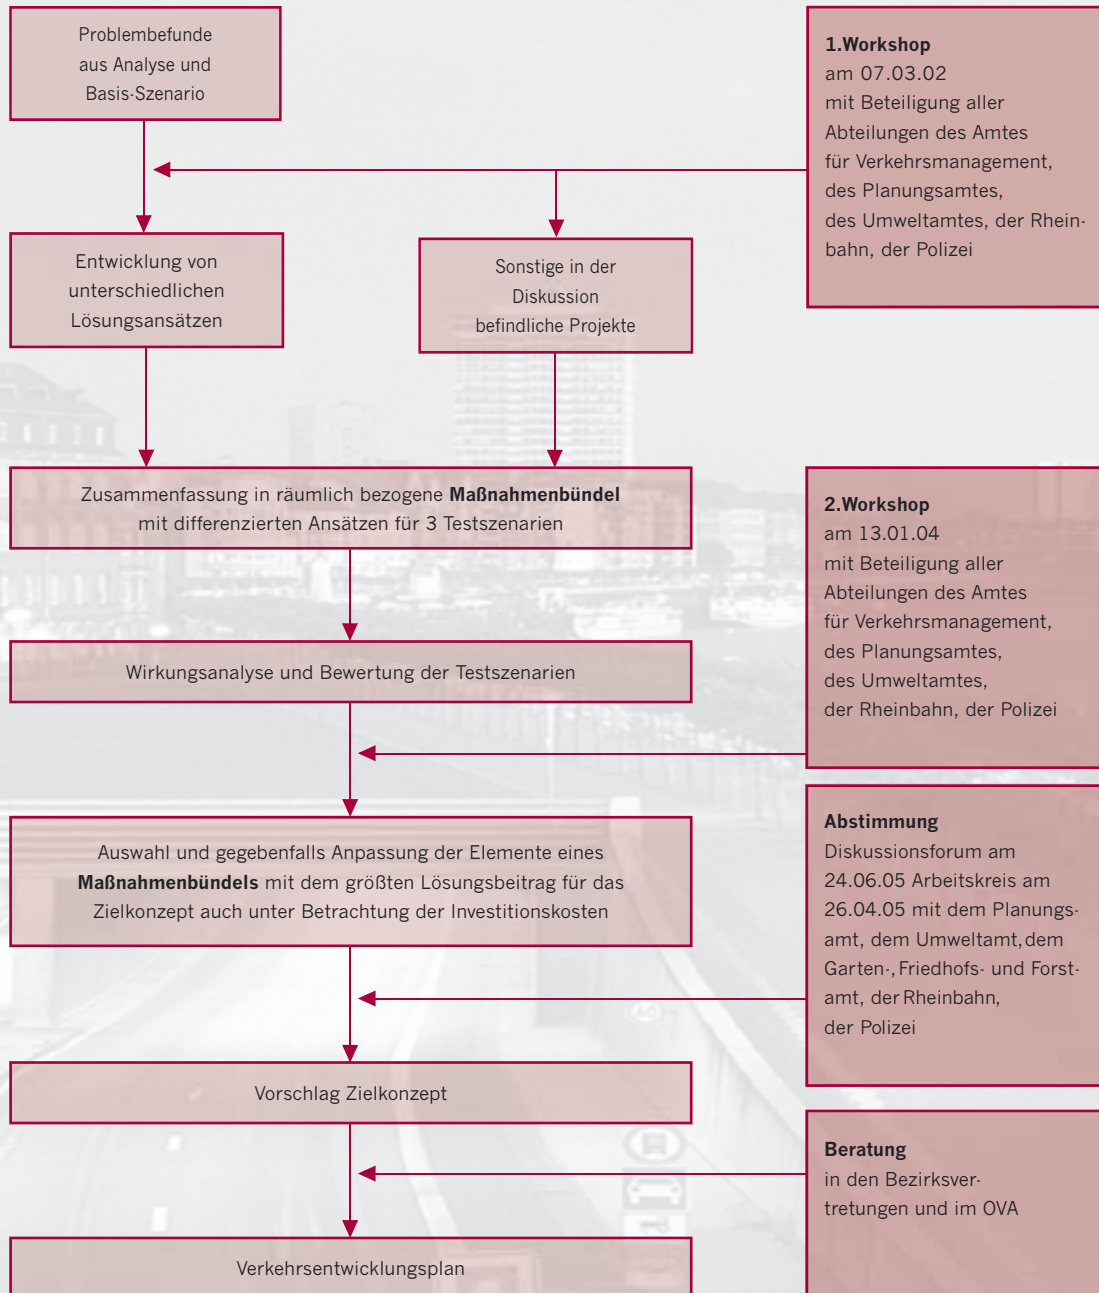 Problembefunde
aus Analyse und
Basis-Szenario
1.Workshop
am 07.03.02
mit Beteiligung aller
Abteilungen des Amtes
für Verkehrsmanagement,
des Planungsamtes,
des Umweltamtes, der Rhein-
bahn, der Polizei
Entwicklung von
unterschiedlichen
Lösungsansätzen
Sonstige in der
Diskussion
befindliche Projekte
Zusammenfassung in räumlich bezogene Maßnahmenbündel
mit differenzierten Ansätzen für 3 Testszenarien
2.Workshop
am 13.01.04
mit Beteiligung aller
Abteilungen des Amtes
für Verkehrsmanagement,
des Planungsamtes,
des Umweltamtes,
der Rheinbahn, der Polizei
Wirkungsanalyse und Bewertung der Testszenarien
Auswahl und gegebenfalls Anpassung der Elemente eines
Maßnahmenbündels mit dem größten Lösungsbeitrag für das
Zielkonzept auch unter Betrachtung der Investitionskosten
Abstimmung
Diskussionsforum am
24.06.05 Arbeitskreis am
26.04.05 mit dem Planungs-
amt, dem Umweltamt, dem
Garten-, Friedhofs- und Forst-
amt, der Rheinbahn,
der Polizei
Vorschlag Zielkonzept
Beratung
in den Bezirksver-
tretungen und im OVA
Verkehrsentwicklungsplan